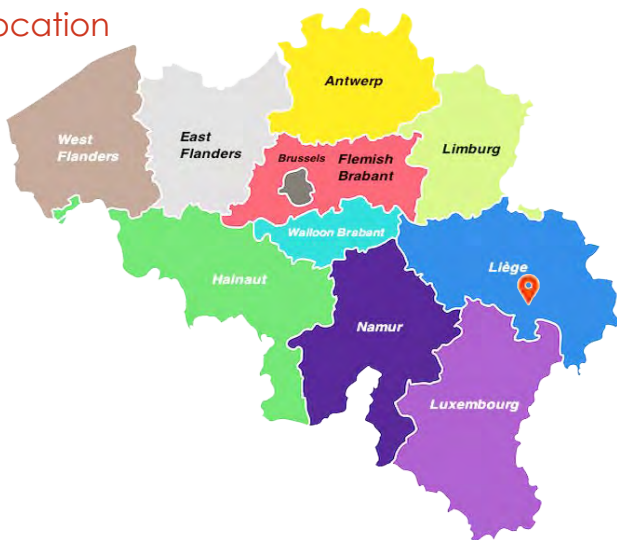 ocation
Antwerp
West
Flanders
East
Flanders
Brussels
Flemish
Brabant
Limburg
Walloon Brabant
Hainaut
Liège
Namur
Luxembourg